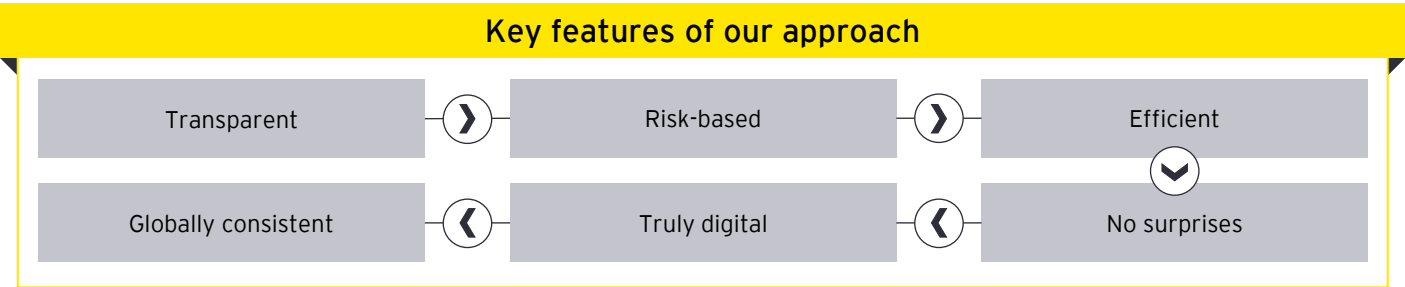 Key features of our approach
Transparent
Risk-based
Efficient
No surprises
Truly digital
Globally consistent